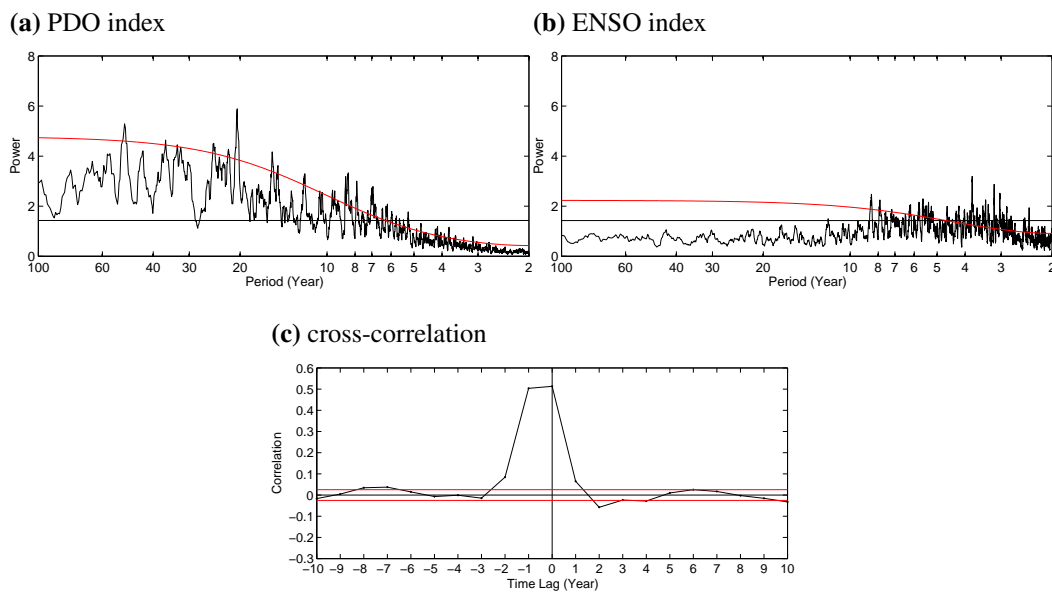 (a) PDO index
8
6
4
2
0
Power
100 60 40 30 20 10 8 7 6 5 4 3 2
Period (Year)
(b) ENSO index
8
6
4
2
0
Power
100 60 40 30 20 10 8 7 6 5 4 3 2
Period (Year)
(c) cross-correlation
0.6
0.5
0.4
0.3
0.2
0.1
0
−0.1
−0.2
−0.3
Correlation
−10 −9 −8 −7 −6 −5 −4 −3 −2 −1 0 1 2 3 4 5 6 7 8 9 10
Time Lag (Year)